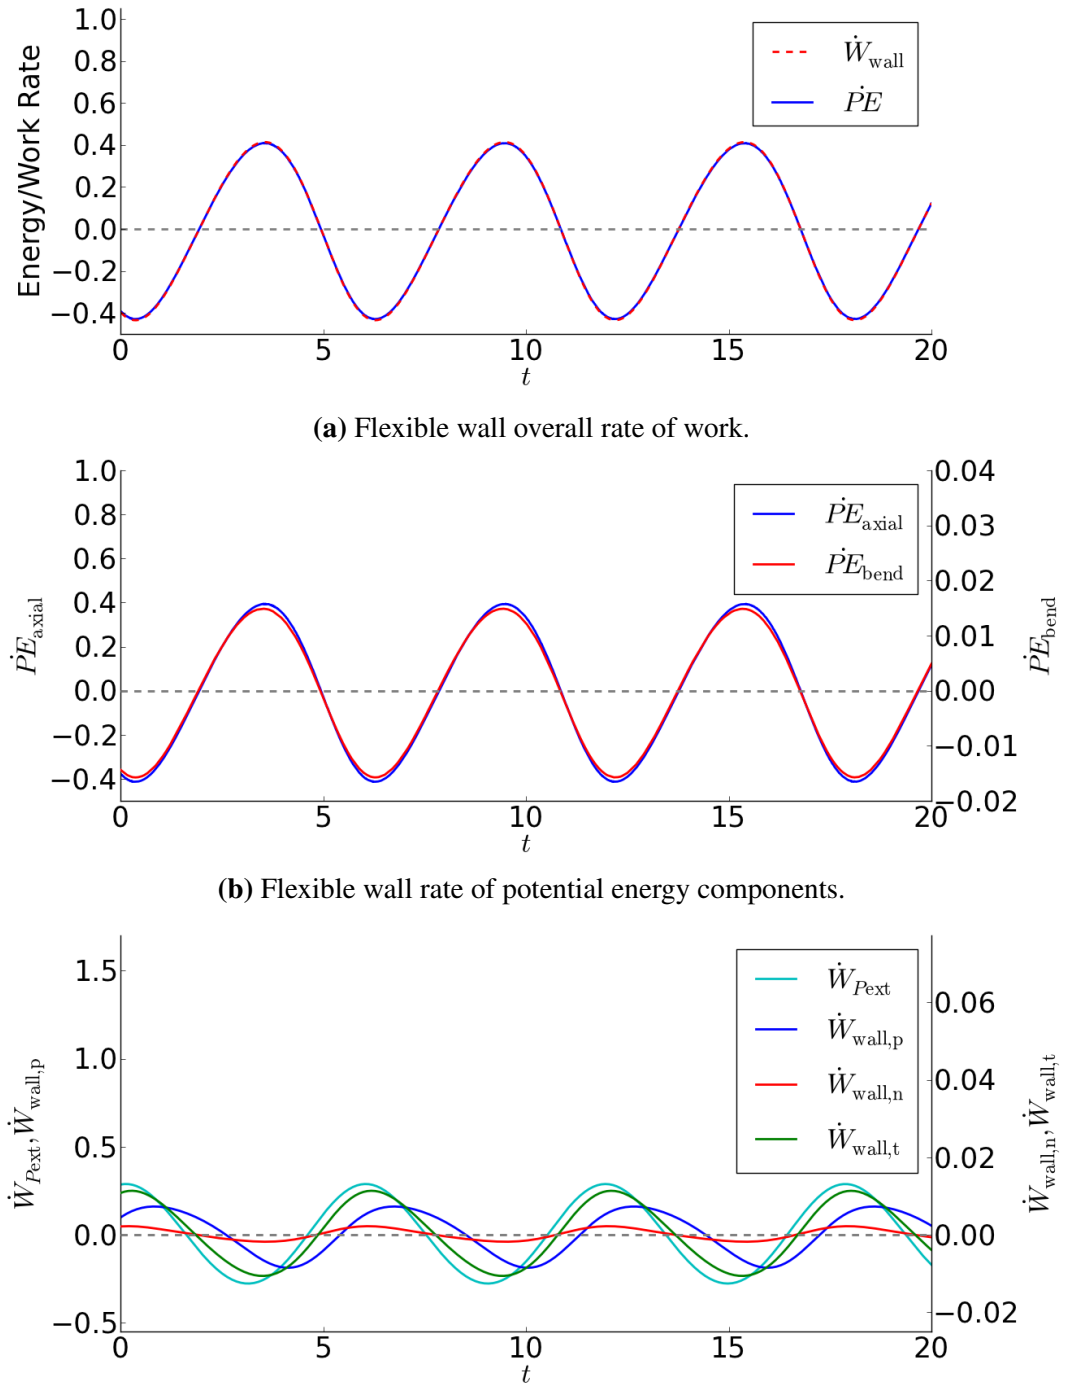 1.0
0.8
0.6
0.4
0.2
0.0
−0.2
−0.4
Energy/Work Rate
Ẇwall
ṖE
0 5 10 15 20
t
(a) Flexible wall overall rate of work.
1.0
0.8
0.6
0.4
0.2
0.0
−0.2
−0.4
ṖEaxial
0.04
0.03
0.02
0.01
0.00
−0.01
−0.02
ṖEbend
ṖEaxial
ṖEbend
0 5 10 15 20
t
(b) Flexible wall rate of potential energy components.
1.5
1.0
0.5
0.0
−0.5
ẆPext,Ẇwall,p
0.06
0.04
0.02
0.00
−0.02
Ẇwall,n,Ẇwall,t
ẆPext
Ẇwall,p
Ẇwall,n
Ẇwall,t
0 5 10 15 20
t